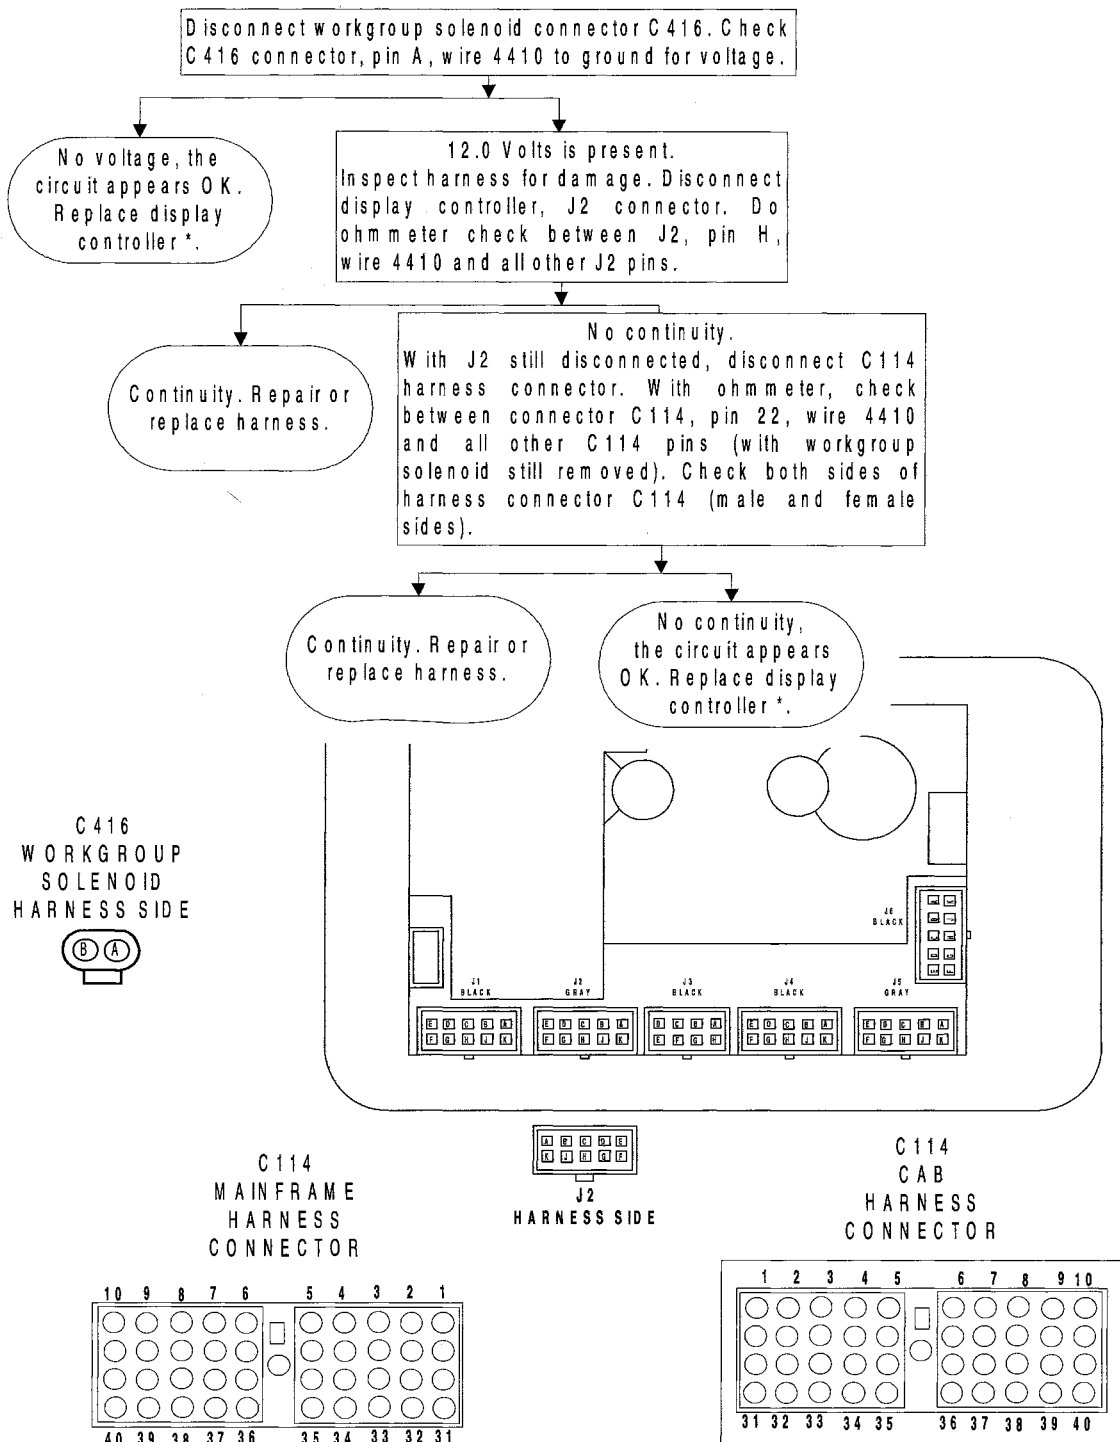 Disconnect workgroup solenoid connector C416. Check
C416 connector, pin A, wire 4410 to ground for voltage.
No voltage, the
circuit appears OK.
Replace display
controller *.
12.0 Volts is present.
Inspect harness for damage. Disconnect
display controller, J2 connector. Do
ohmmeter check between J2, pin H,
wire 4410 and all other J2 pins.
Continuity. Repair or
replace harness.
No continuity.
With J2 still disconnected, disconnect C114
harness connector. With ohmmeter, check
between connector C114, pin 22, wire 4410
and all other C114 pins (with workgroup
solenoid still removed). Check both sides of
harness connector C114 (male and female
sides).
Continuity. Repair or
replace harness.
No continuity,
the circuit appears
OK. Replace display
controller *.
C416
WORKGROUP
SOLENOID
HARNESS SIDE
B A
J6
BLACK
J1
BLACK
J2
GRAY
J3
BLACK
J4
BLACK
J5
GRAY
E D C B A
F G H J K
E D C B A
F G H J K
D C B A
E F G H
E D C B A
F G H J K
E D C B A
F G H J K
A B C D E
K J H G F
J2
HARNESS SIDE
C114
MAINFRAME
HARNESS
CONNECTOR
10 9 8 7 6 5 4 3 2 1
40 39 38 37 36 35 34 33 32 31
C114
CAB
HARNESS
CONNECTOR
1 2 3 4 5 6 7 8 9 10
31 32 33 34 35 36 37 38 39 40